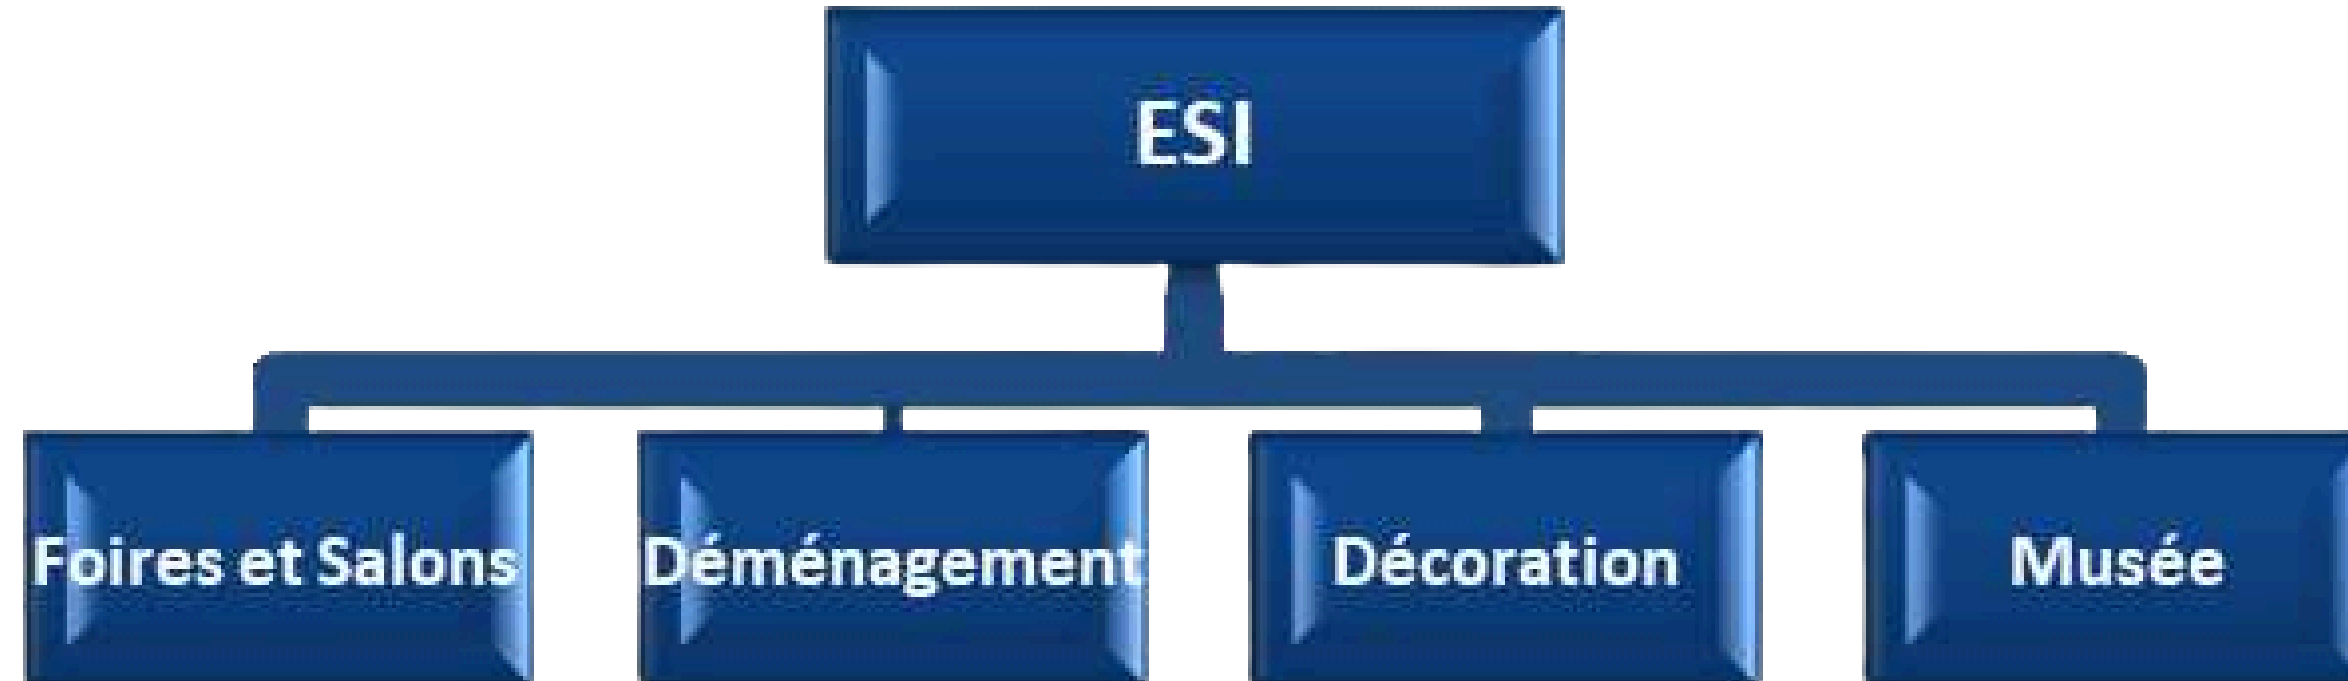 ESI
Foires et Salons
Déménagement
Décoration
Musée